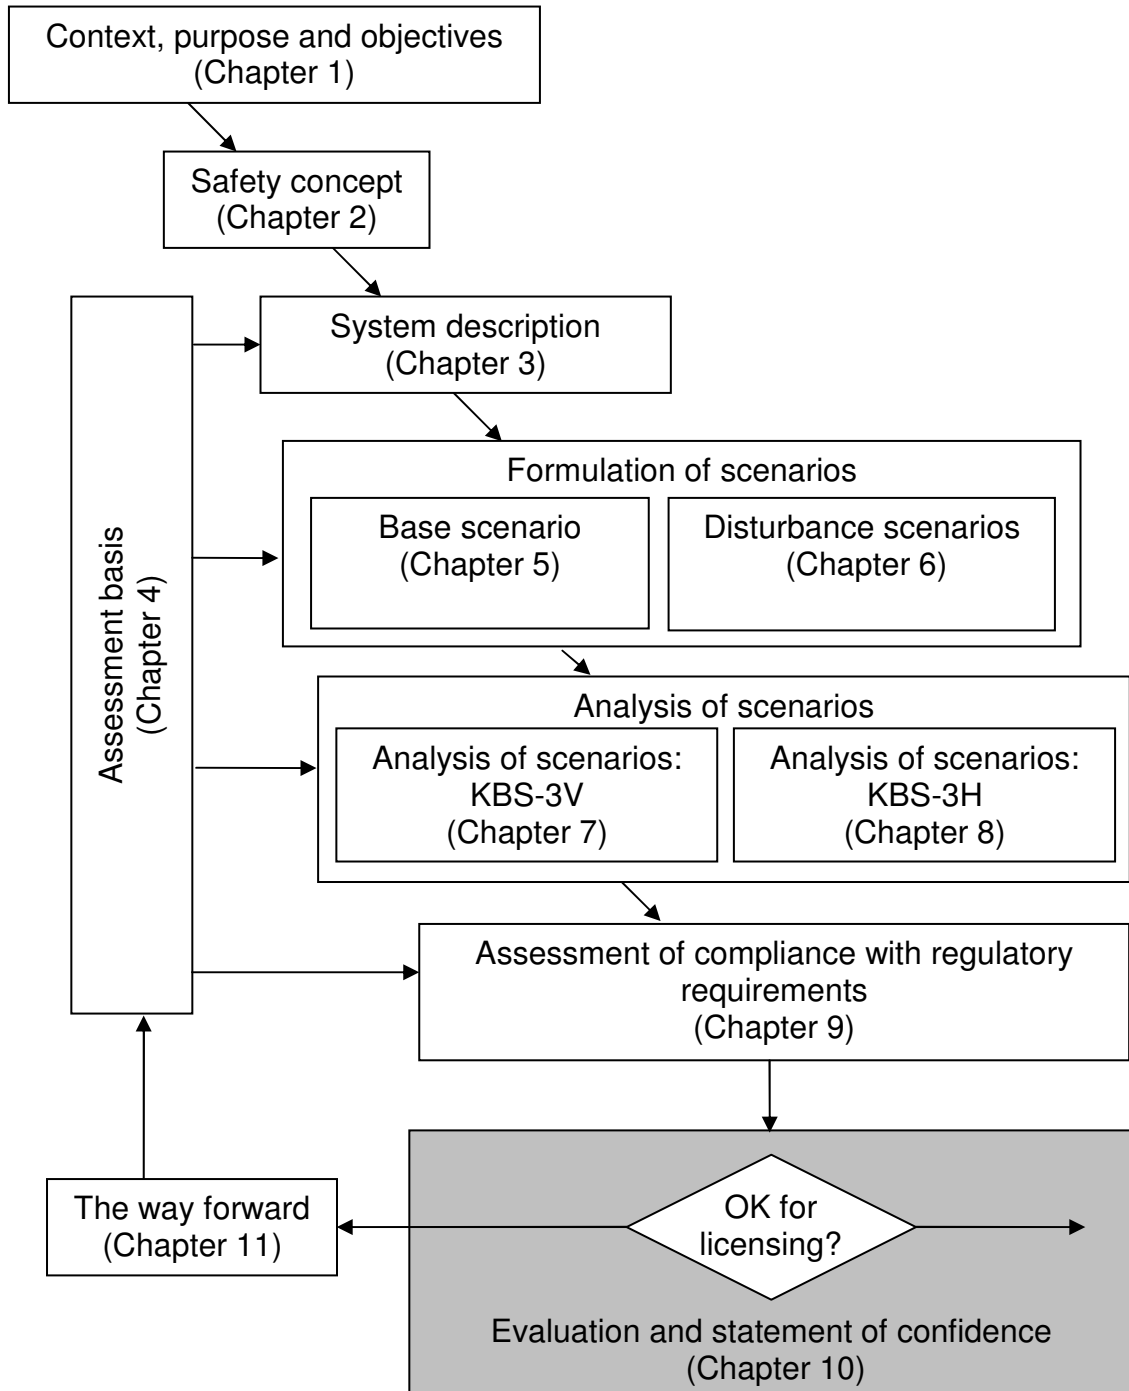 Context, purpose and objectives
(Chapter 1)
Safety concept
(Chapter 2)
System description
(Chapter 3)
Assessment basis
(Chapter 4)
Formulation of scenarios
Base scenario
(Chapter 5)
Disturbance scenarios
(Chapter 6)
Analysis of scenarios
Analysis of scenarios:
KBS-3V
(Chapter 7)
Analysis of scenarios:
KBS-3H
(Chapter 8)
Assessment of compliance with regulatory
requirements
(Chapter 9)
OK for
licensing?
The way forward
(Chapter 11)
Evaluation and statement of confidence
(Chapter 10)